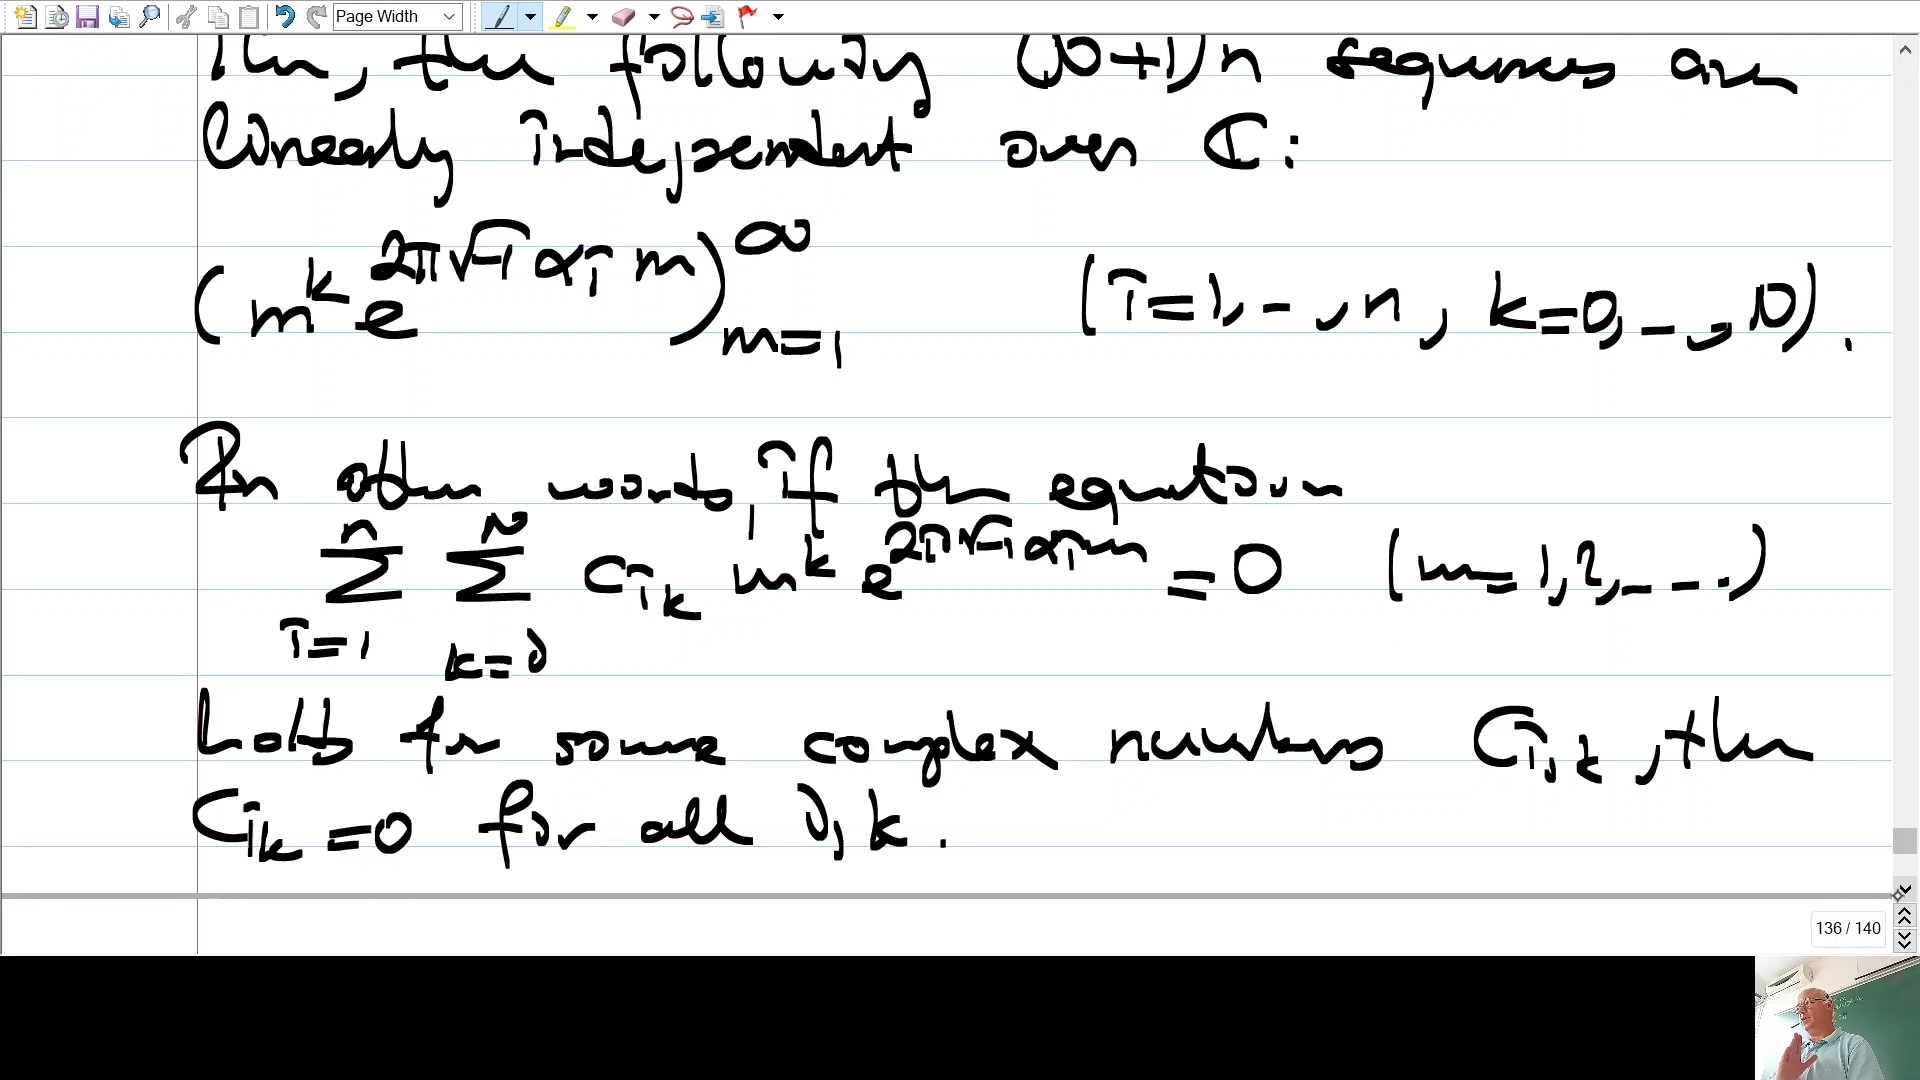 Page Width
Then, the following (N+1)n sequences are
linearly independent over ℂ:
(m^k e^{2π√-1 α_i m})_{m=1}^∞ (i=1,-,n, k=0,-.,N).
In other words, if the equation
∑_{i=1}^{n} ∑_{k=0}^{N} c_{ik} m^k e^{2π√-1 α_i m} = 0 (m=1,2,....)
holds for some complex numbers C_{i,k}, then
C_{ik}=0 for all i, k.
136 / 140